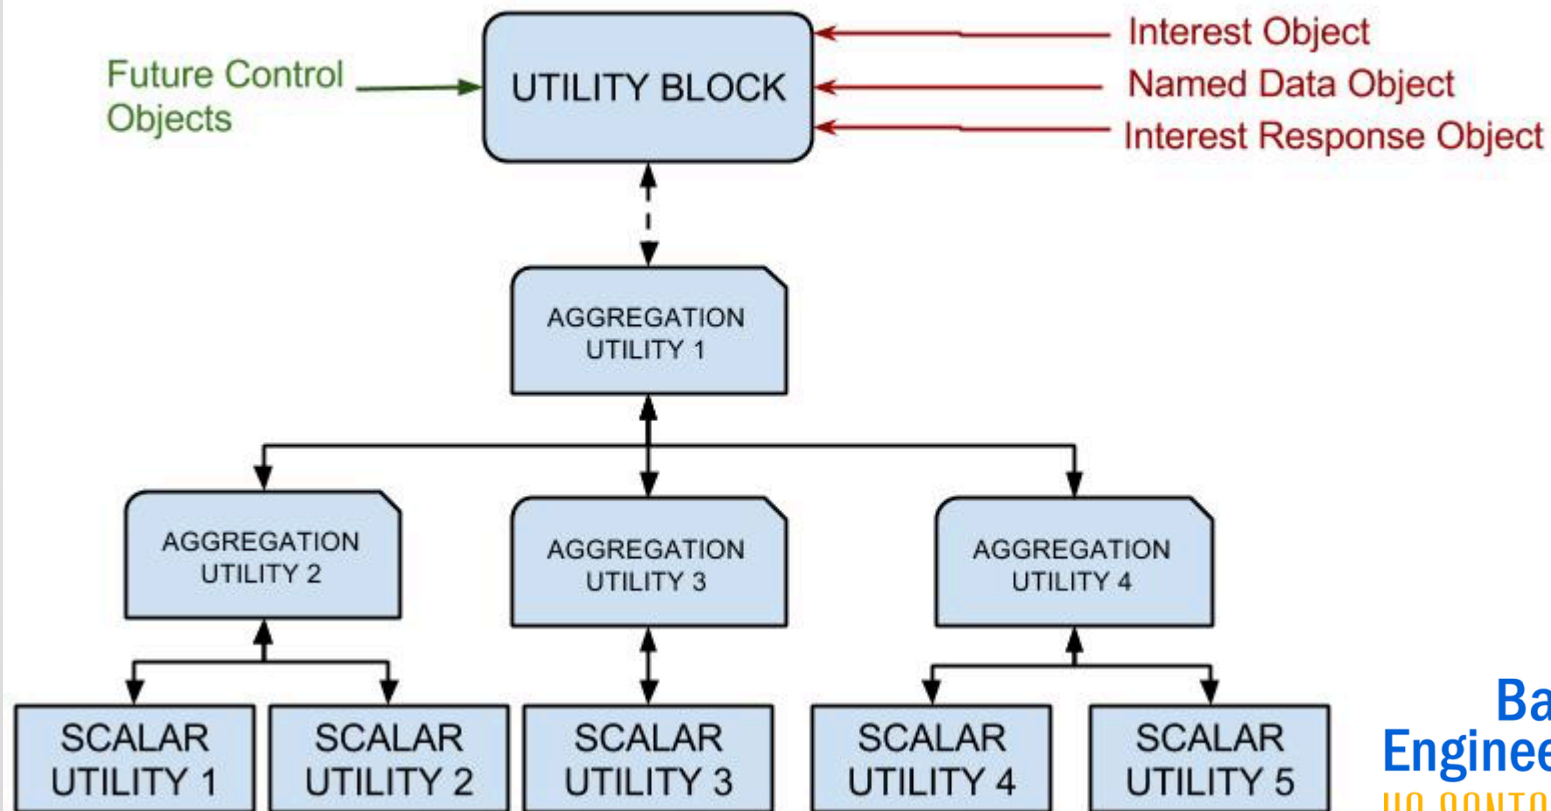 Interest Object
Future Control
Objects
UTILITY BLOCK
Named Data Object
Interest Response Object
AGGREGATION
UTILITY 1
AGGREGATION
UTILITY 2
AGGREGATION
UTILITY 3
AGGREGATION
UTILITY 4
SCALAR
UTILITY 1
SCALAR
UTILITY 2
SCALAR
UTILITY 3
SCALAR
UTILITY 4
SCALAR
UTILITY 5